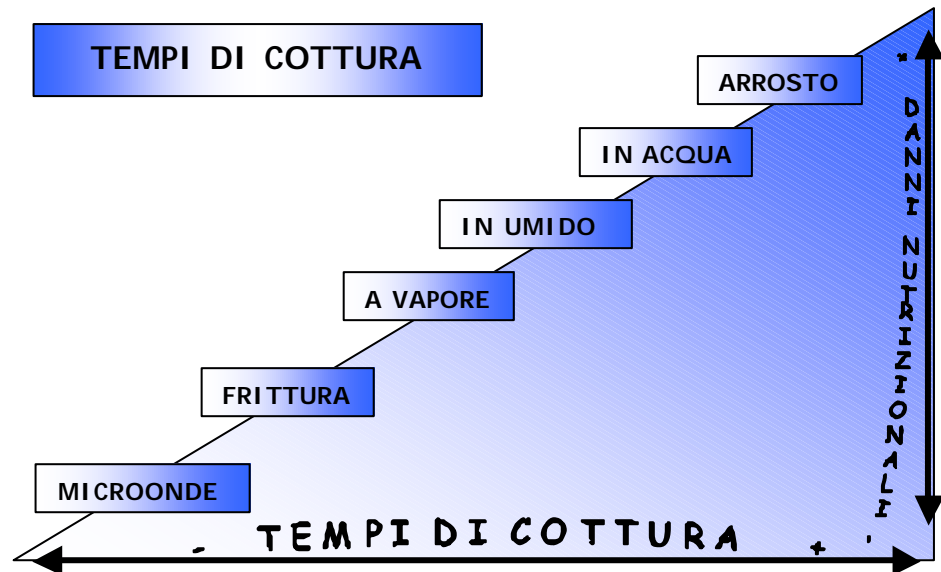 TEMPI DI COTTURA
ARROSTO
IN ACQUA
IN UMIDO
A VAPORE
FRITTURA
MICROONDE
+ DANNI NUTRIZIONALI -
- TEMPI DI COTTURA +